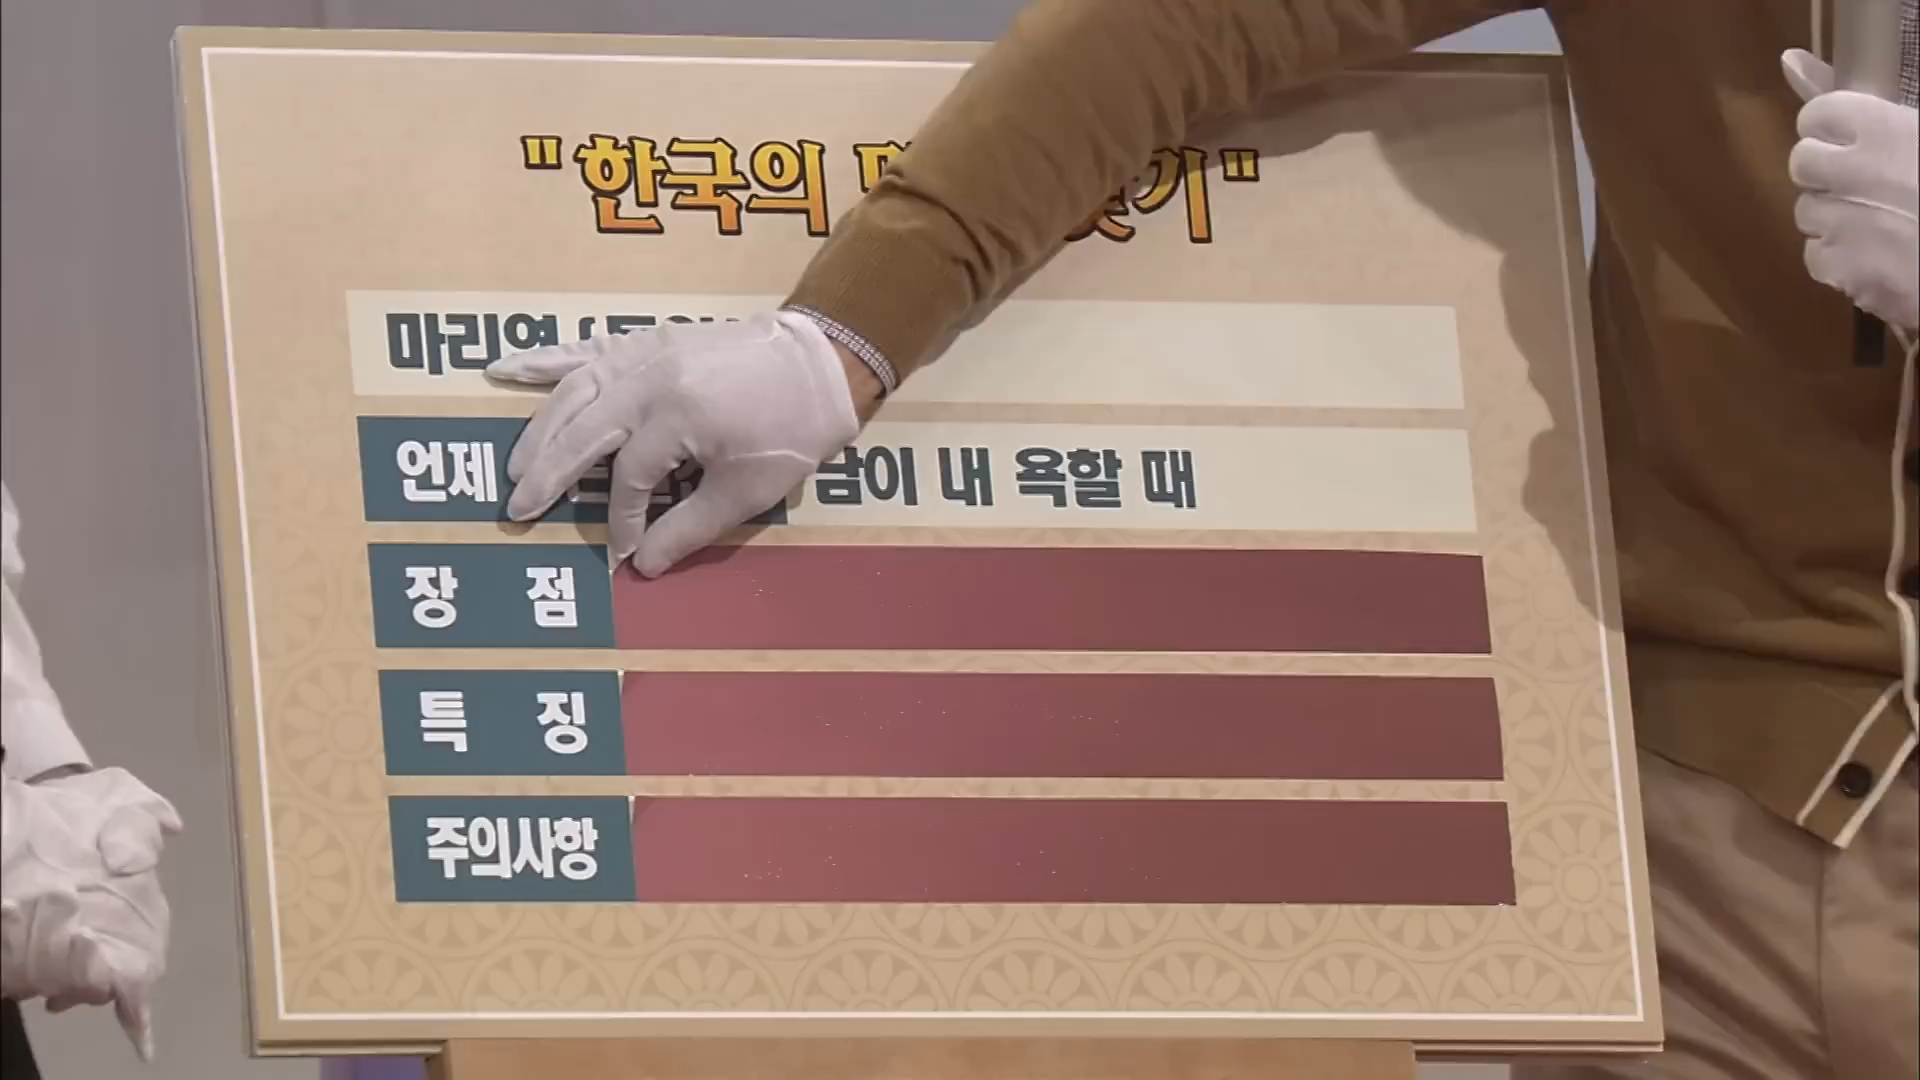 "한국의 기"
마리연
언제 남이 내 욕할 때
장 점
특 징
주의사항